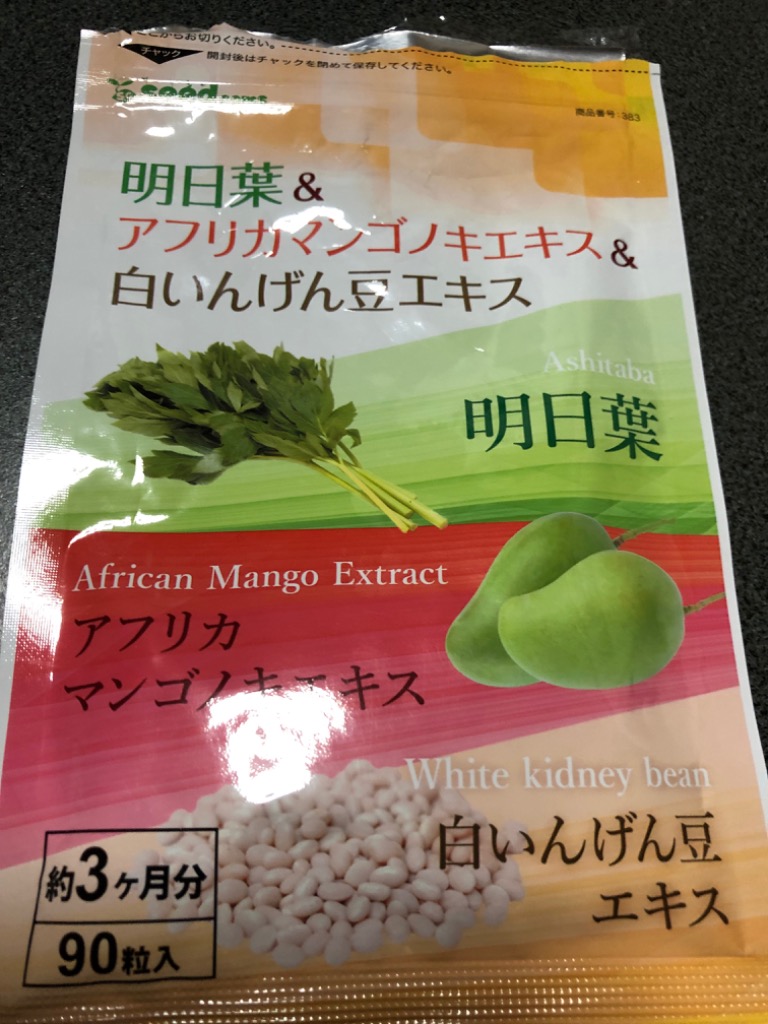 ここからお切りください。
チャック
開封後はチャックを閉めて保存してください。
seed
商品番号:383
明日葉&
アフリカマンゴノキエキス&
白いんげん豆エキス
Ashitaba
明日葉
African Mango Extract
アフリカ
マンゴノキエキス
White kidney bean
白いんげん豆
エキス
約3ヶ月分
90粒入